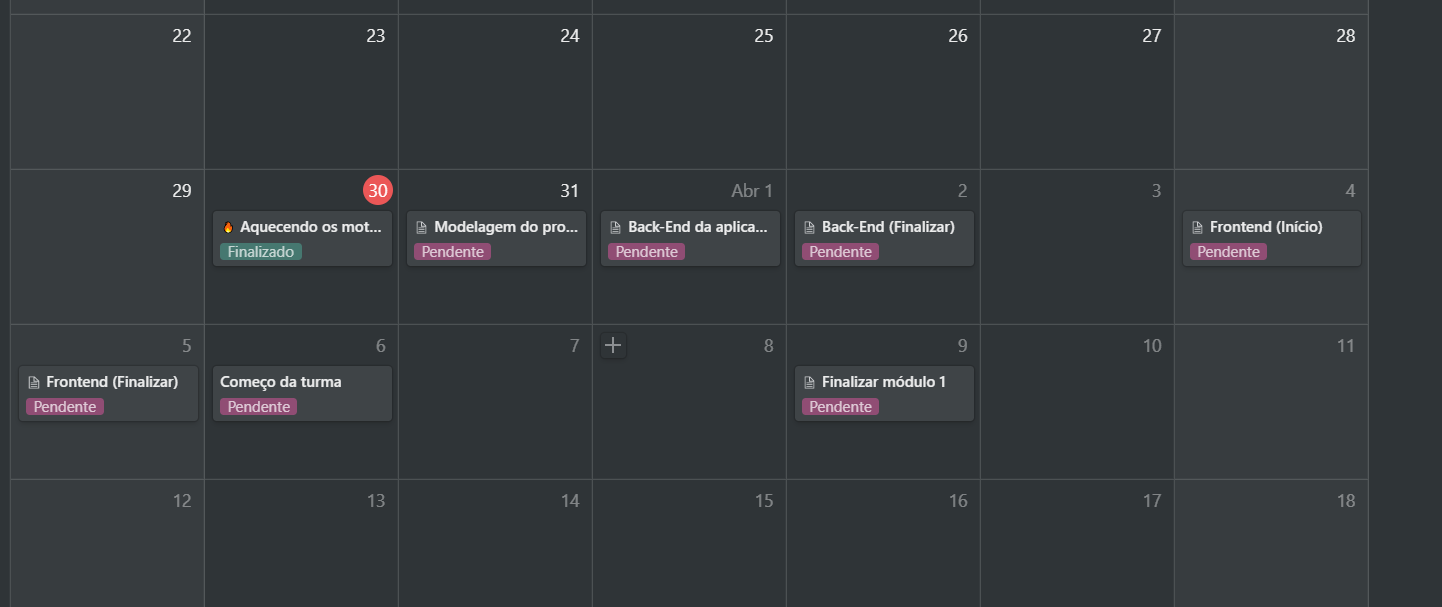 22 23 24 25 26 27 28
29 30 31 Abr 1 2 3 4
Aquecendo os mot... Modelagem do pro... Back-End da aplica... Back-End (Finalizar) Frontend (Início)
Finalizado Pendente Pendente Pendente Pendente
5 6 7 8 9 10 11
Frontend (Finalizar) Começo da turma Finalizar módulo 1
Pendente Pendente Pendente
12 13 14 15 16 17 18